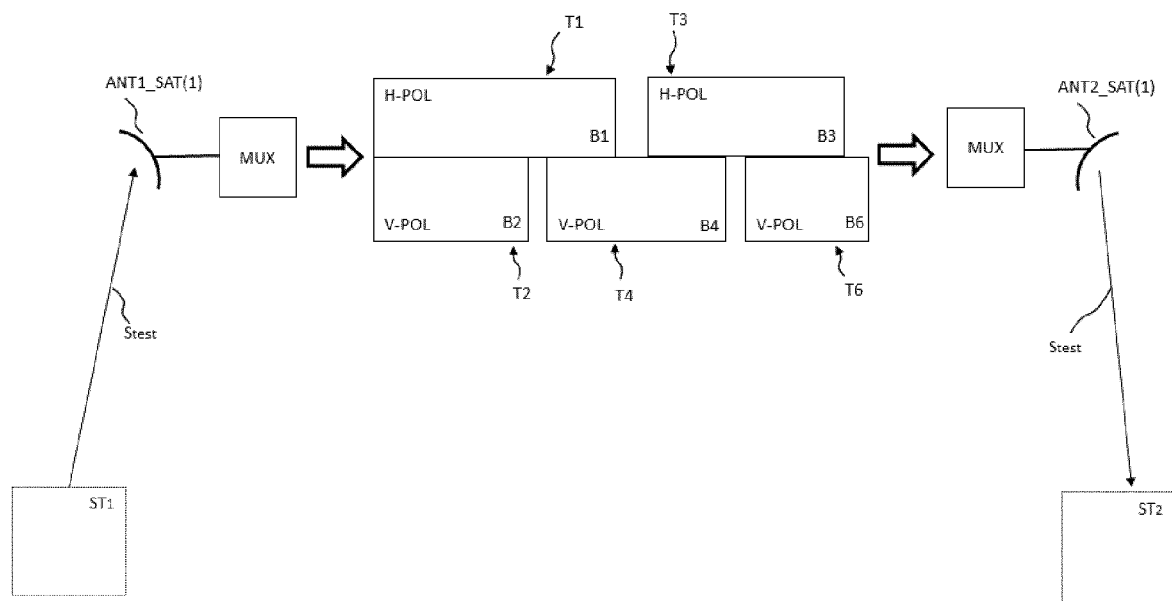 T1
T3
ANT1_SAT(1)
ANT2_SAT(1)
H-POL
H-POL
B1
B3
MUX
MUX
V-POL
B2
V-POL
B4
V-POL
B6
T2
T4
T6
Stest
Stest
ST1
ST2